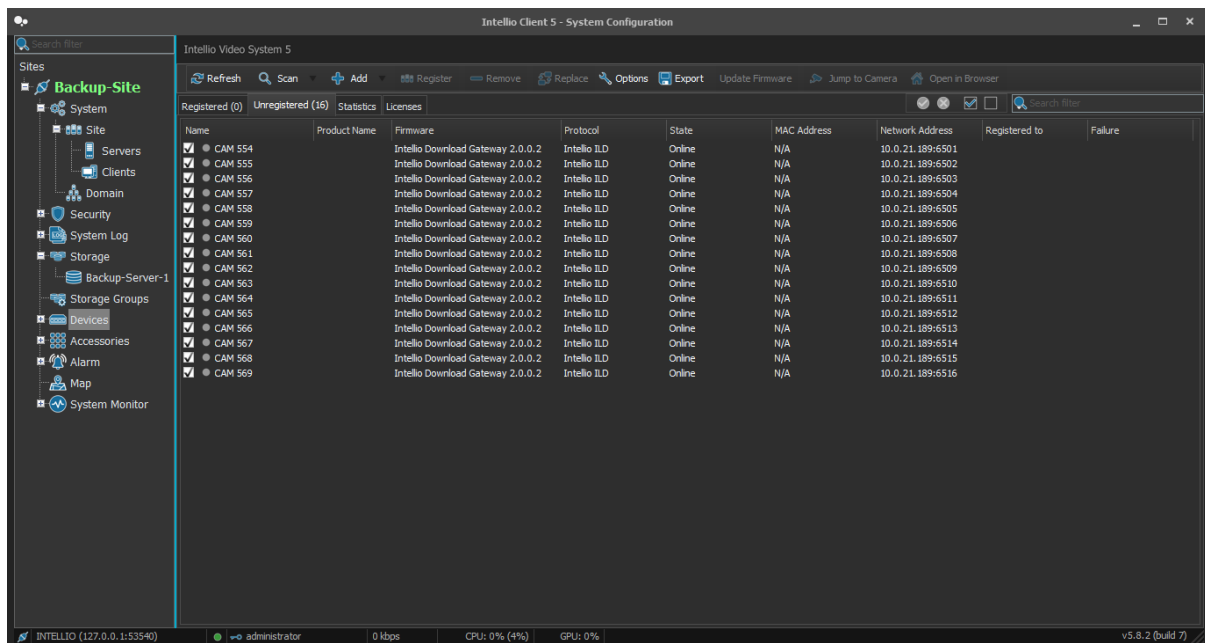 Intellio Client 5 - System Configuration
Search filter
Intellio Video System 5
Sites
Backup-Site
System
Site
Servers
Clients
Domain
Security
System Log
Storage
Backup-Server-1
Storage Groups
Devices
Accessories
Alarm
Map
System Monitor
Refresh Scan Add Register Remove Replace Options Export Update Firmware Jump to Camera Open in Browser
Registered (0) Unregistered (16) Statistics Licenses Search filter
Name Product Name Firmware Protocol State MAC Address Network Address Registered to Failure
CAM 554 Intellio Download Gateway 2.0.0.2 Intellio ILD Online N/A 10.0.21.189:6501
CAM 555 Intellio Download Gateway 2.0.0.2 Intellio ILD Online N/A 10.0.21.189:6502
CAM 556 Intellio Download Gateway 2.0.0.2 Intellio ILD Online N/A 10.0.21.189:6503
CAM 557 Intellio Download Gateway 2.0.0.2 Intellio ILD Online N/A 10.0.21.189:6504
CAM 558 Intellio Download Gateway 2.0.0.2 Intellio ILD Online N/A 10.0.21.189:6505
CAM 559 Intellio Download Gateway 2.0.0.2 Intellio ILD Online N/A 10.0.21.189:6506
CAM 560 Intellio Download Gateway 2.0.0.2 Intellio ILD Online N/A 10.0.21.189:6507
CAM 561 Intellio Download Gateway 2.0.0.2 Intellio ILD Online N/A 10.0.21.189:6508
CAM 562 Intellio Download Gateway 2.0.0.2 Intellio ILD Online N/A 10.0.21.189:6509
CAM 563 Intellio Download Gateway 2.0.0.2 Intellio ILD Online N/A 10.0.21.189:6510
CAM 564 Intellio Download Gateway 2.0.0.2 Intellio ILD Online N/A 10.0.21.189:6511
CAM 565 Intellio Download Gateway 2.0.0.2 Intellio ILD Online N/A 10.0.21.189:6512
CAM 566 Intellio Download Gateway 2.0.0.2 Intellio ILD Online N/A 10.0.21.189:6513
CAM 567 Intellio Download Gateway 2.0.0.2 Intellio ILD Online N/A 10.0.21.189:6514
CAM 568 Intellio Download Gateway 2.0.0.2 Intellio ILD Online N/A 10.0.21.189:6515
CAM 569 Intellio Download Gateway 2.0.0.2 Intellio ILD Online N/A 10.0.21.189:6516
INTELLIO (127.0.0.1:53540) administrator 0 kbps CPU: 0% (4%) GPU: 0% v5.8.2 (build 7)